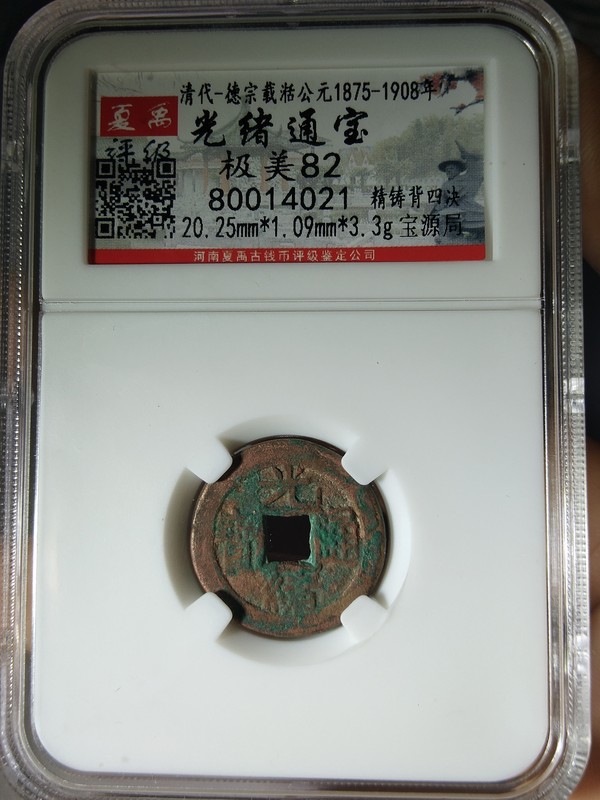 清代-德宗载湉公元1875-1908年
夏禹
评级
光绪通宝
极美82
80014021 精铸背四决
20.25mm*1.09mm*3.3g 宝源局
河南夏禹古钱币评级鉴定公司
光